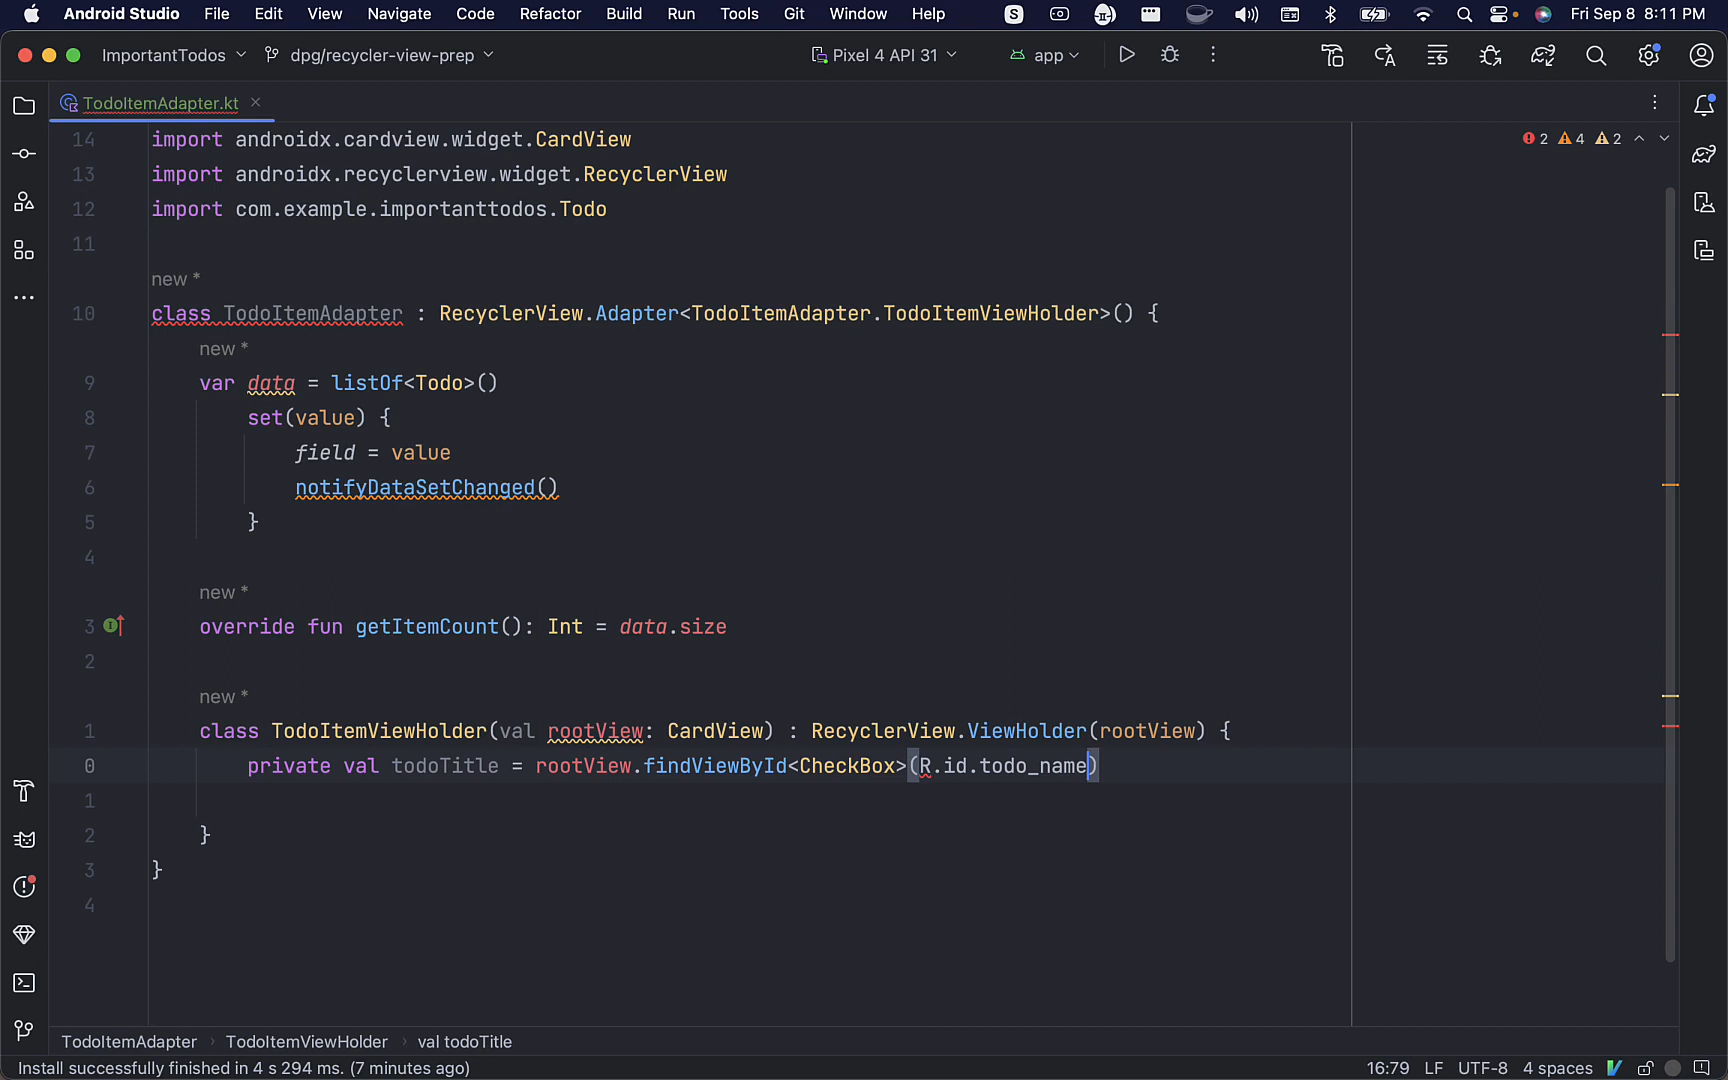 Android Studio File Edit View Navigate Code Refactor Build Run Tools Git Window Help S Fri Sep 8 8:11 PM
ImportantTodos dpg/recycler-view-prep Pixel 4 API 31 app
TodoItemAdapter.kt
2 4 2
14 import androidx.cardview.widget.CardView
13 import androidx.recyclerview.widget.RecyclerView
12 import com.example.importanttodos.Todo
11
new *
10 class TodoItemAdapter : RecyclerView.Adapter<TodoItemAdapter.TodoItemViewHolder>() {
new *
9 var data = listOf<Todo>()
8 set(value) {
7 field = value
6 notifyDataSetChanged()
5 }
4
new *
3 override fun getItemCount(): Int = data.size
2
new *
1 class TodoItemViewHolder(val rootView: CardView) : RecyclerView.ViewHolder(rootView) {
0 private val todoTitle = rootView.findViewById<CheckBox>(R.id.todo_name)
1
2 }
3 }
4
TodoItemAdapter › TodoItemViewHolder › val todoTitle
Install successfully finished in 4 s 294 ms. (7 minutes ago) 16:79 LF UTF-8 4 spaces